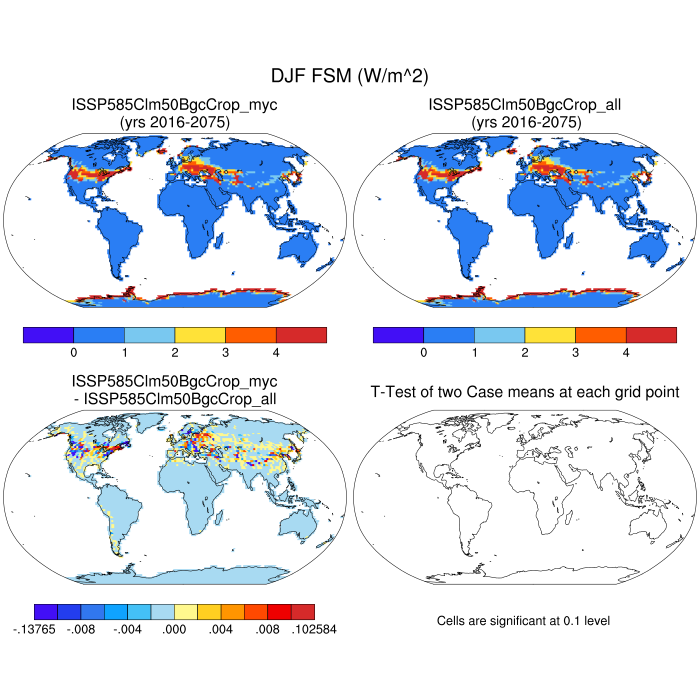 DJF FSM (W/m^2)
ISSP585Clm50BgcCrop_myc
(yrs 2016-2075)
ISSP585Clm50BgcCrop_all
(yrs 2016-2075)
0 1 2 3 4
0 1 2 3 4
ISSP585Clm50BgcCrop_myc
- ISSP585Clm50BgcCrop_all
T-Test of two Case means at each grid point
-.13765 -.008 -.004 .000 .004 .008 .102584
Cells are significant at 0.1 level